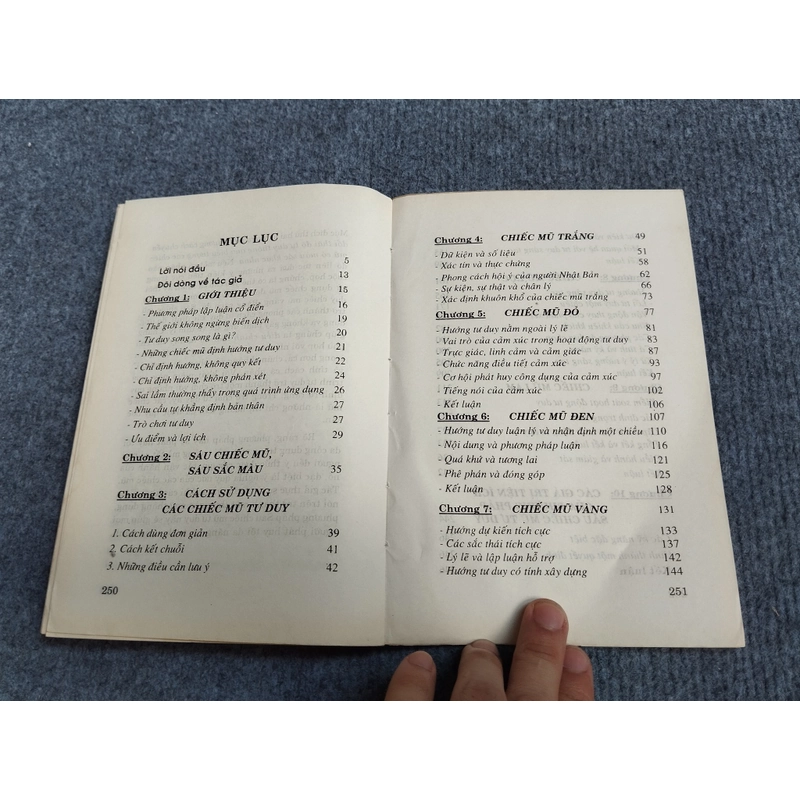 MỤC LỤC
Lời nói đầu 5
Đôi dòng về tác giả 13
Chương 1: GIỚI THIỆU 15
- Phương pháp lập luận cổ điển 16
- Thế giới không ngừng biến dịch 19
- Tư duy song song là gì? 20
- Những chiếc mũ định hướng tư duy 21
- Chỉ định hướng, không quy kết 22
- Chỉ định hướng, không phán xét 24
- Sai lầm thường thấy trong quá trình ứng dụng 26
- Nhu cầu tự khẳng định bản thân 27
- Trò chơi tư duy 27
- Ưu điểm và lợi ích 29
Chương 2: SÁU CHIẾC MŨ,
SÁU SẮC MÀU 35
Chương 3: CÁCH SỬ DỤNG
CÁC CHIẾC MŨ TƯ DUY
1. Cách dùng đơn giản 39
2. Cách kết chuỗi 41
3. Những điều cần lưu ý 42
250
Chương 4: CHIẾC MŨ TRẮNG 49
- Dữ kiện và số liệu 51
- Xác tín và thực chứng 58
- Phong cách hội ý của người Nhật Bản 62
- Sự kiện, sự thật và chân lý 66
- Xác định khuôn khổ của chiếc mũ trắng 73
Chương 5: CHIẾC MŨ ĐỎ 77
- Hướng tư duy nằm ngoài lý lẽ 81
- Vai trò của cảm xúc trong hoạt động tư duy 83
- Trực giác, linh cảm và cảm giác 87
- Chức năng điều tiết cảm xúc 93
- Cơ hội phát huy công dụng của cảm xúc 97
- Tiếng nói của cảm xúc 102
- Kết luận 106
Chương 6: CHIẾC MŨ ĐEN 107
- Hướng tư duy luận lý và nhận định một chiều 110
- Nội dung và phương pháp luận 116
- Quá khứ và tương lai 121
- Phê phán và đóng góp 125
- Kết luận 128
Chương 7: CHIẾC MŨ VÀNG 131
- Hướng dự kiến tích cực 133
- Các sắc thái tích cực 137
- Lý lẽ và lập luận hỗ trợ 142
- Hướng tư duy có tính xây dựng 144
251